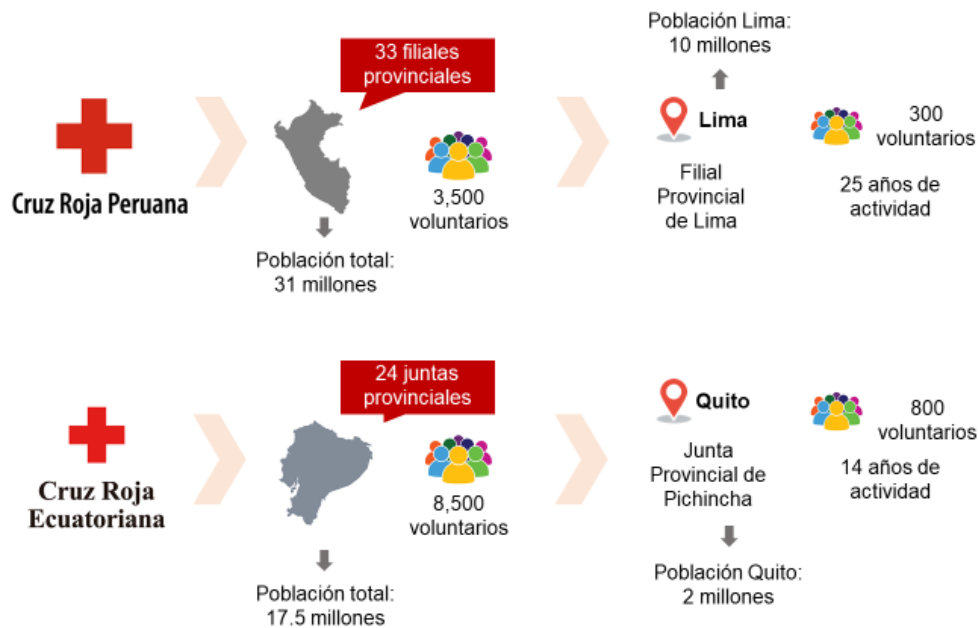 Cruz Roja Peruana
33 filiales
provinciales
3,500
voluntarios
Población total:
31 millones
Población Lima:
10 millones
Lima
Filial
Provincial
de Lima
300
voluntarios
25 años de
actividad
Cruz Roja
Ecuatoriana
24 juntas
provinciales
8,500
voluntarios
Población total:
17.5 millones
Quito
Junta
Provincial de
Pichincha
800
voluntarios
14 años de
actividad
Población Quito:
2 millones